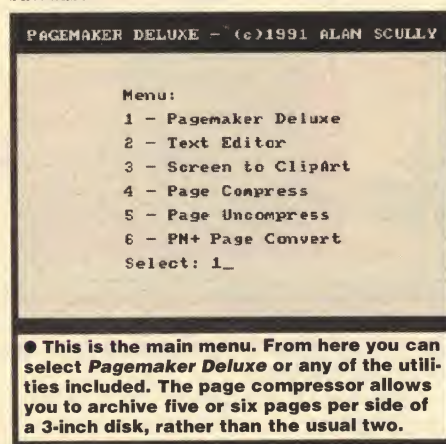 PAGEMAKER DELUXE - (c)1991 ALAN SCULLY
Menu:
1 - Pagemaker Deluxe
2 - Text Editor
3 - Screen to ClipArt
4 - Page Compress
5 - Page Uncompress
6 - PN+ Page Convert
Select: 1_
● This is the main menu. From here you can
select Pagemaker Deluxe or any of the utili-
ties included. The page compressor allows
you to archive five or six pages per side of
a 3-inch disk, rather than the usual two.